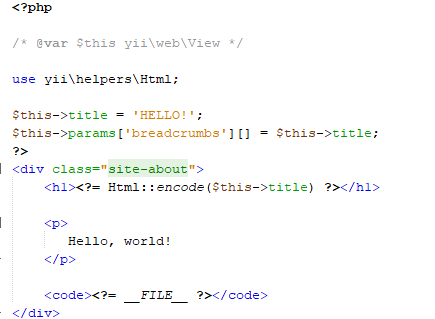 <?php
/* @var $this yii\web\View */
use yii\helpers\Html;
$this->title = 'HELLO!';
$this->params['breadcrumbs'][] = $this->title;
?>
<div class="site-about">
    <h1><?= Html::encode($this->title) ?></h1>
    <p>
       Hello, world!
    </p>
    <code><?= __FILE__ ?></code>
</div>